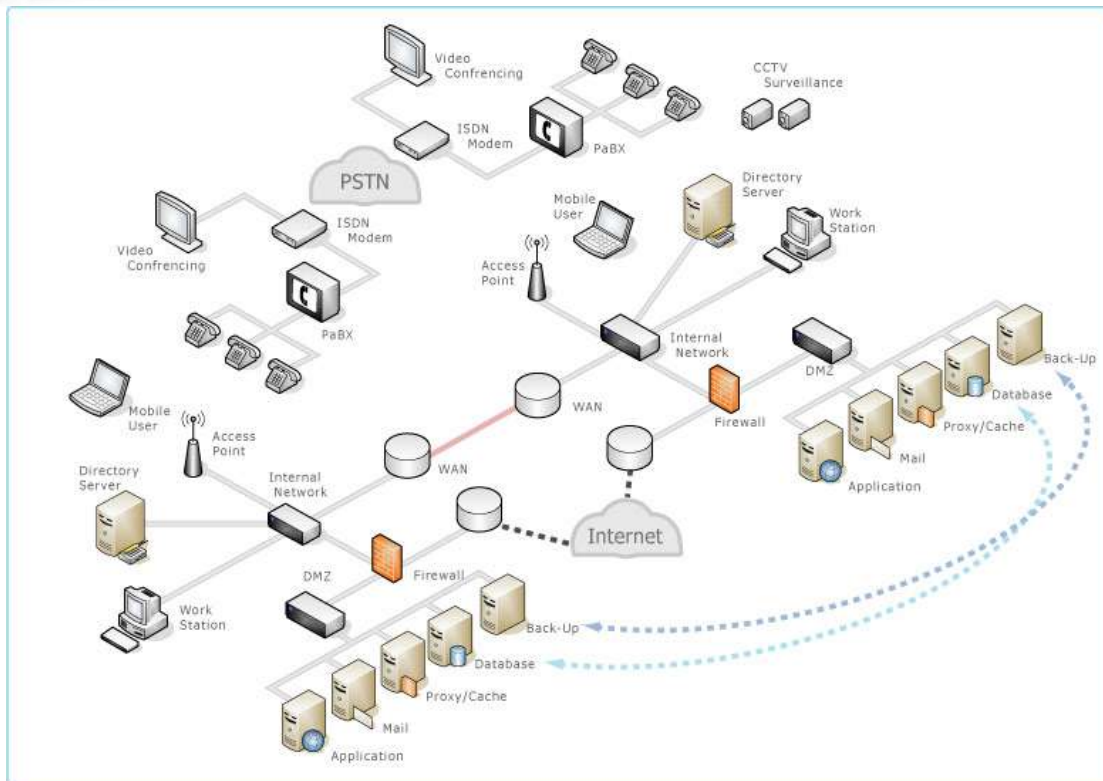 Video
Confrencing
CCTV
Surveillance
ISDN
Modem
PaBX
PSTN
Directory
Server
Mobile
User
Work
Station
ISDN
Modem
Video
Confrencing
Access
Point
PaBX
Internal
Network
DMZ
Back-Up
Mobile
User
WAN
Firewall
Database
Proxy/Cache
Access
Point
Mail
WAN
Directory
Server
Internal
Network
Application
Internet
DMZ
Firewall
Work
Station
Back-Up
Database
Proxy/Cache
Mail
Application